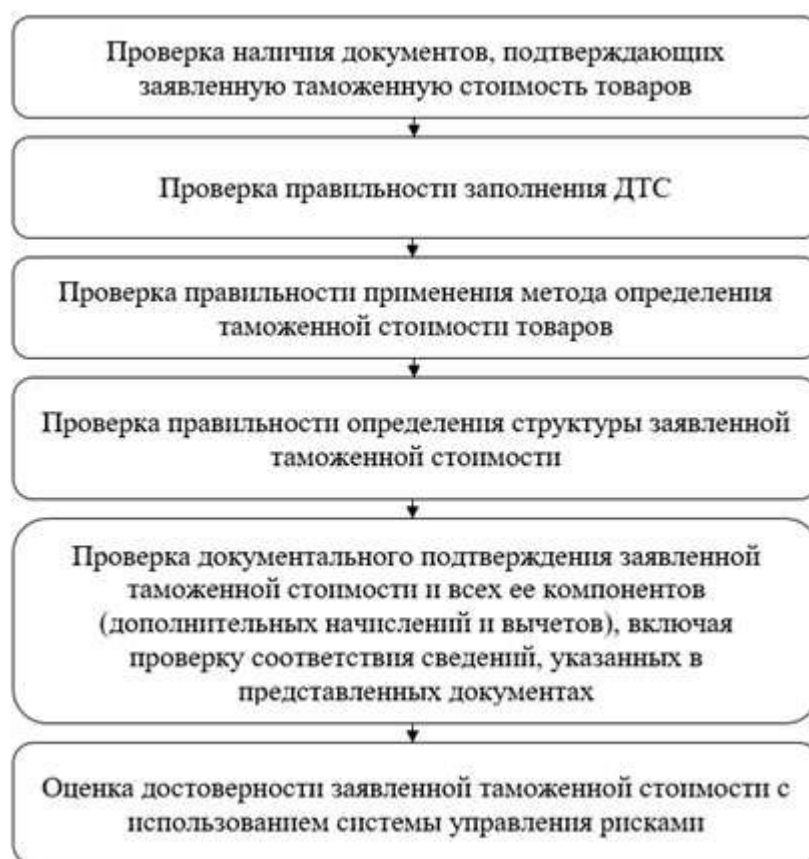 Проверка наличия документов, подтверждающих
заявленную таможенную стоимость товаров
Проверка правильности заполнения ДТС
Проверка правильности применения метода определения
таможенной стоимости товаров
Проверка правильности определения структуры заявленной
таможенной стоимости
Проверка документального подтверждения заявленной
таможенной стоимости и всех ее компонентов
(дополнительных начислений и вычетов), включая
проверку соответствия сведений, указанных в
представленных документах
Оценка достоверности заявленной таможенной стоимости с
использованием системы управления рисками